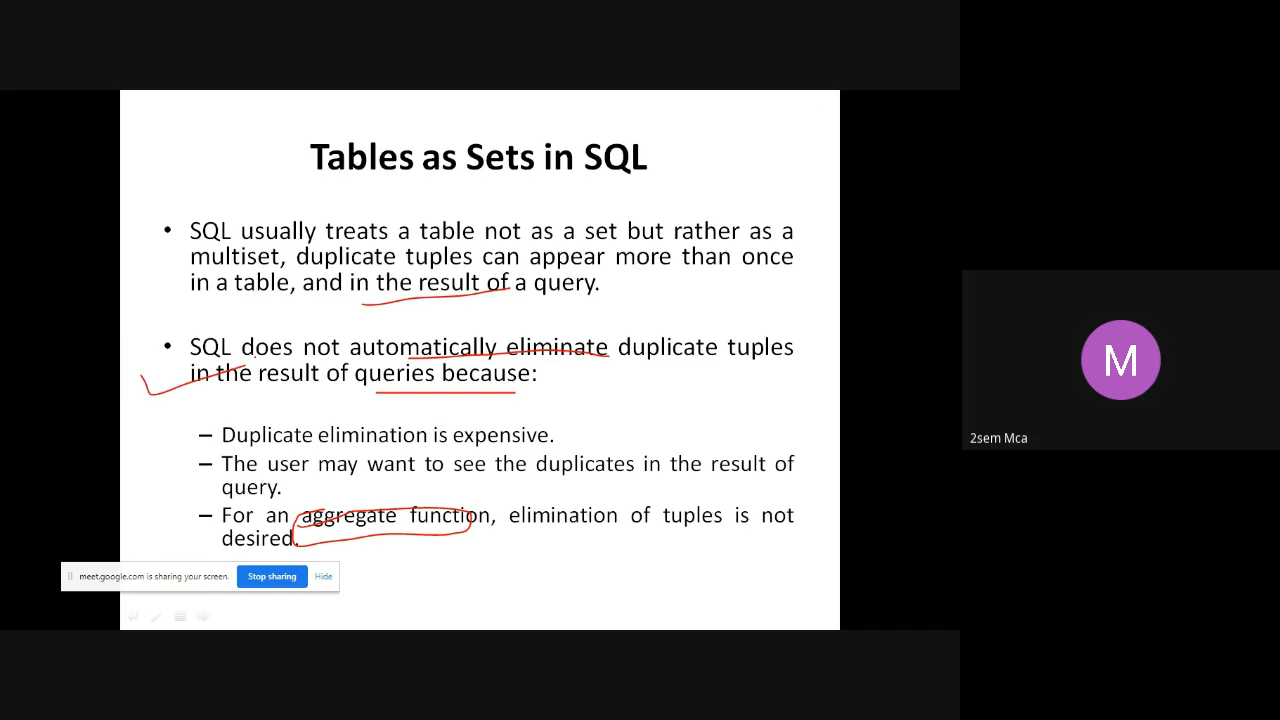 Tables as Sets in SQL
• SQL usually treats a table not as a set but rather as a
multiset, duplicate tuples can appear more than once
in a table, and in the result of a query.
• SQL does not automatically eliminate duplicate tuples
in the result of queries because:
– Duplicate elimination is expensive.
– The user may want to see the duplicates in the result of
query.
– For an aggregate function, elimination of tuples is not
desired.
meet.google.com is sharing your screen. Stop sharing Hide
M
2sem Mca